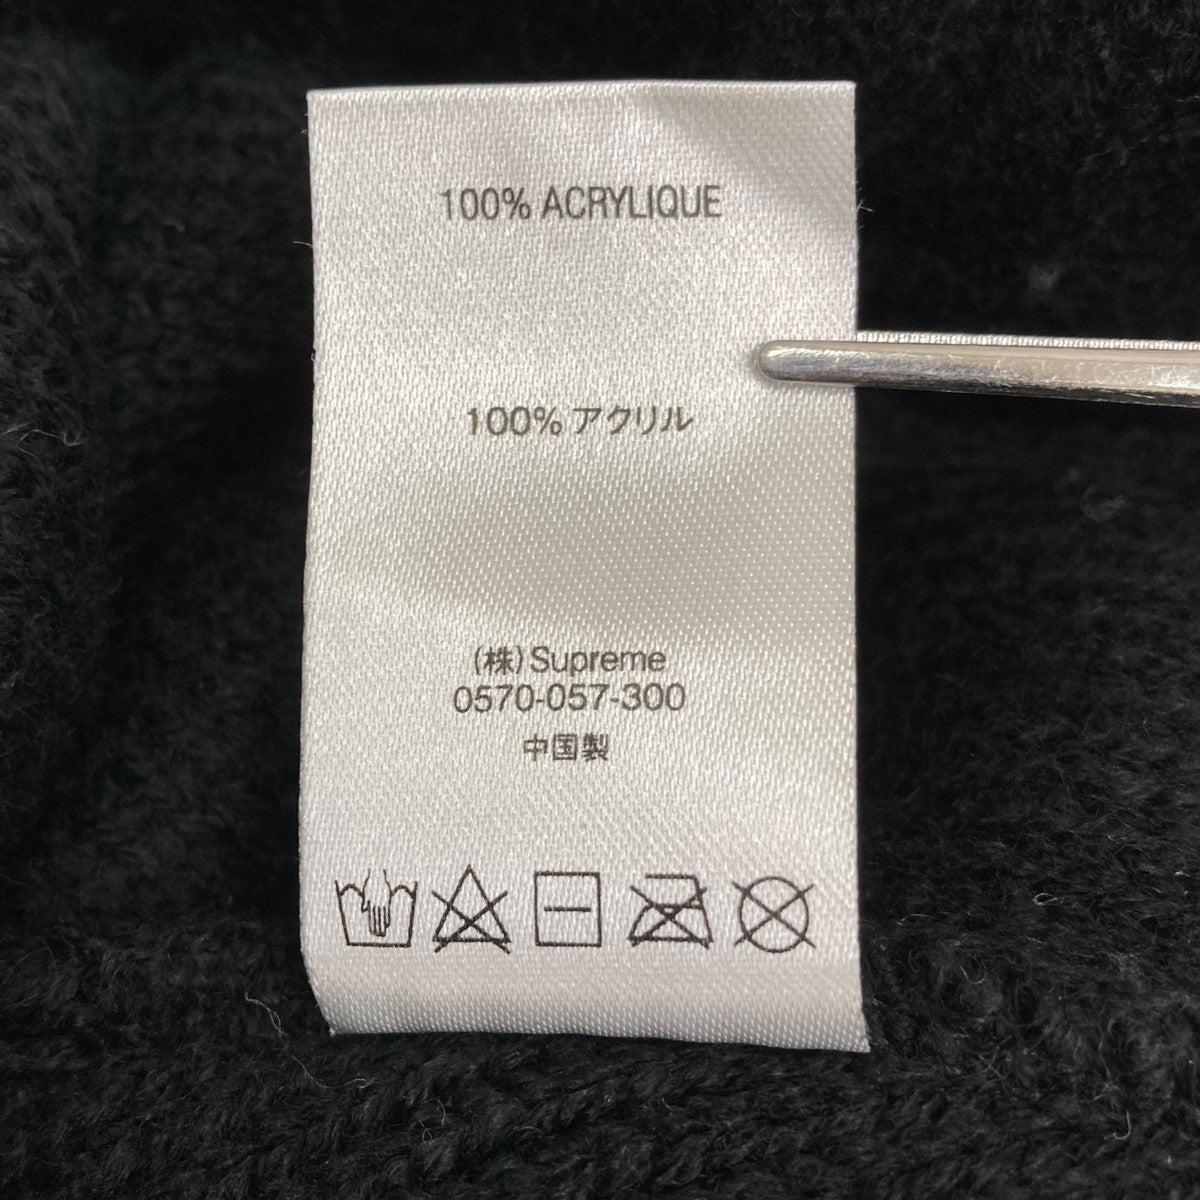 100% ACRYLIQUE
100% アクリル
(株) Supreme
0570-057-300
中国製